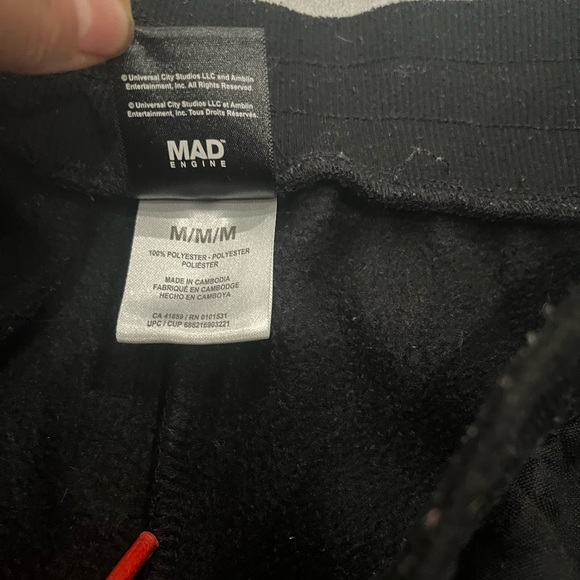 © Universal City Studios LLC and Amblin
Entertainment, Inc. All Rights Reserved.
© Universal City Studios LLC et Amblin
Entertainment, Inc. Tous Droits Réservés.
MAD
ENGINE
M/M/M
100% POLYESTER - POLYESTER
POLIÉSTER
MADE IN CAMBODIA
FABRIQUÉ EN CAMBODGE
HECHO EN CAMBOYA
CA 41859 / RN 0101531
UPC / CUP 686216903221